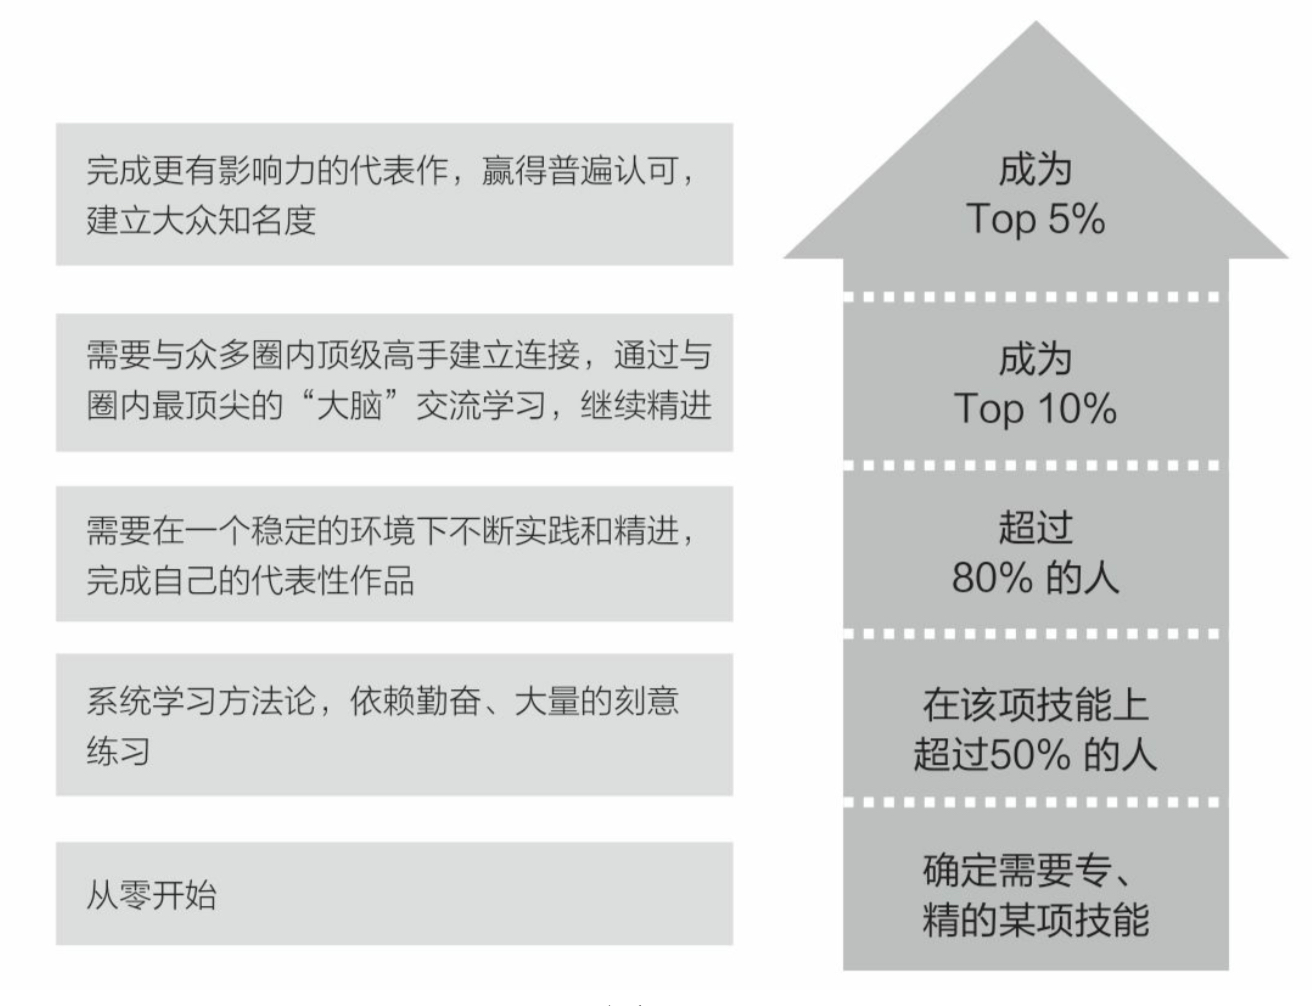 完成更有影响力的代表作，赢得普遍认可，
建立大众知名度
成为
Top 5%
需要与众多圈内顶级高手建立连接，通过与
圈内最顶尖的“大脑”交流学习，继续精进
成为
Top 10%
需要在一个稳定的环境下不断实践和精进，
完成自己的代表性作品
超过
80% 的人
系统学习方法论，依赖勤奋、大量的刻意
练习
在该项技能上
超过50% 的人
从零开始
确定需要专、
精的某项技能